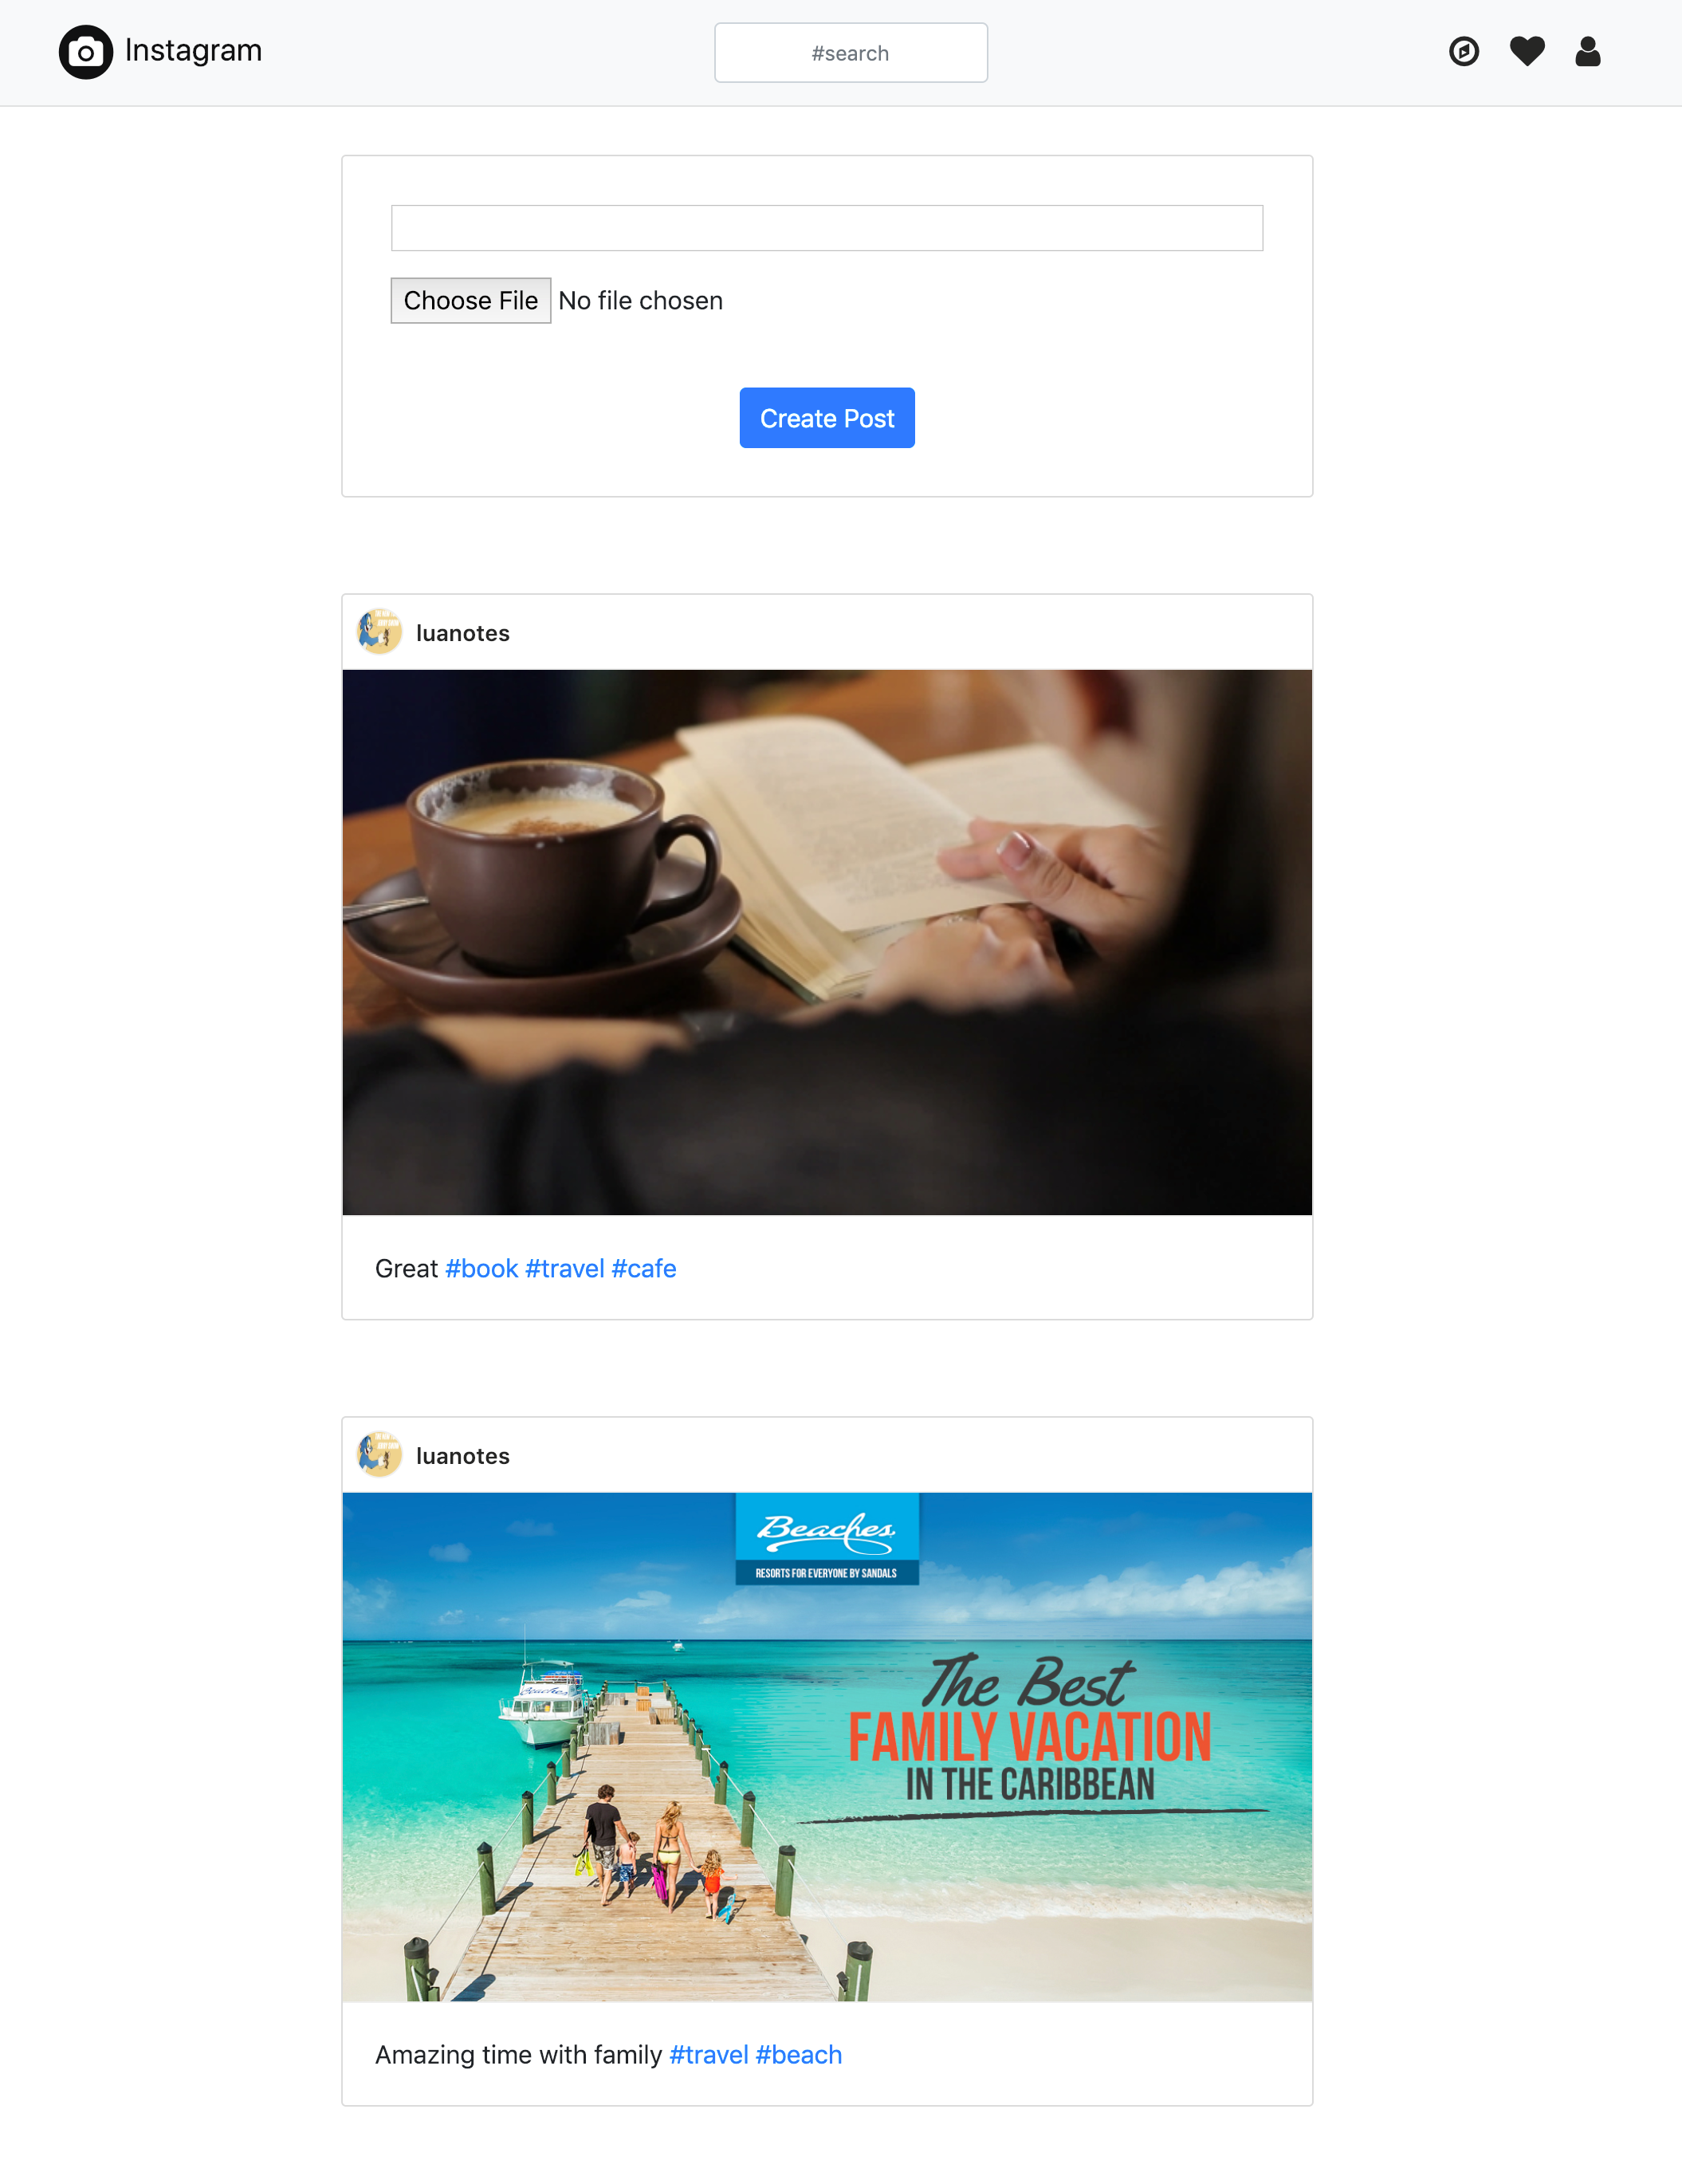 Instagram
#search
Choose File No file chosen
Create Post
luanotes
Great #book #travel #cafe
luanotes
Beaches
RESORTS FOR EVERYONE BY SANDALS
The Best
FAMILY VACATION
IN THE CARIBBEAN
Amazing time with family #travel #beach